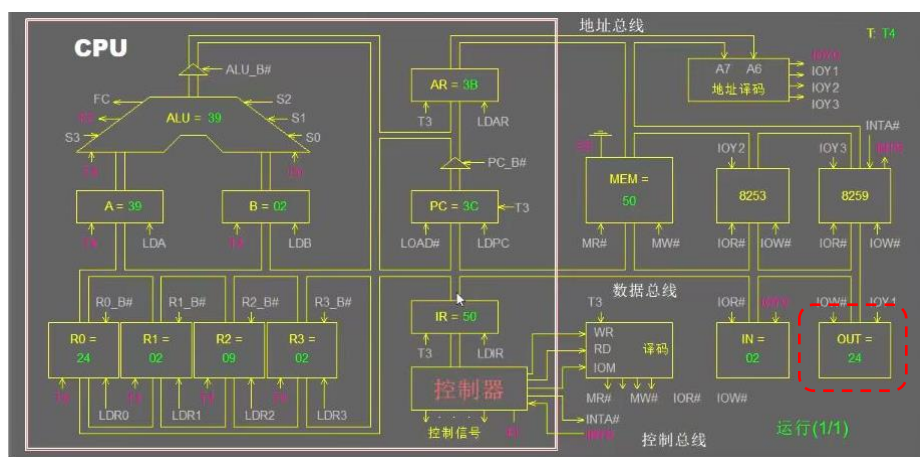 地址总线
T: T4
CPU
ALU_B#
AR = 3B
A7 A6
地址译码
IOY1
IOY2
IOY3
FC
S2
ALU = 39
S1
S3
S0
T3
LDAR
INTA#
PC_B#
IOY2
IOY3
MEM =
50
8253
8259
A = 39
B = 02
PC = 3C
T3
LDA
LDB
LOAD#
LDPC
MR#
MW#
IOR#
IOW#
IOR#
IOW#
数据总线
R0_B#
R1_B#
R2_B#
R3_B#
T3
IOR#
IOW#
IOY1
R0 =
24
R1 =
02
R2 =
09
R3 =
02
IR = 50
WR
RD
IOM
译码
IN =
02
OUT =
24
T3
LDIR
LDR0
LDR1
LDR2
LDR3
控制器
MR#
MW#
IOR#
IOW#
· · · ·
控制信号
INTA#
控制总线
运行(1/1)